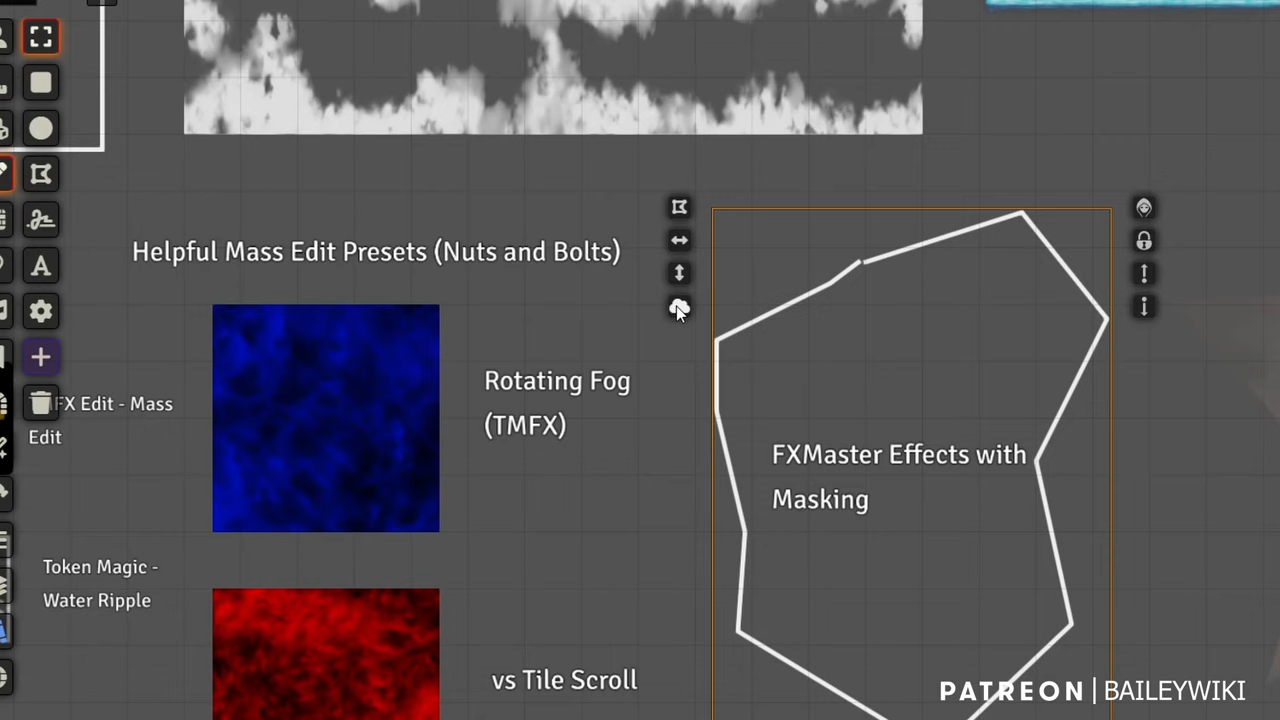 Helpful Mass Edit Presets (Nuts and Bolts)
Rotating Fog
(TMFX)
FX Edit - Mass
Edit
FXMaster Effects with
Masking
Token Magic -
Water Ripple
vs Tile Scroll
PATREON | BAILEYWIKI